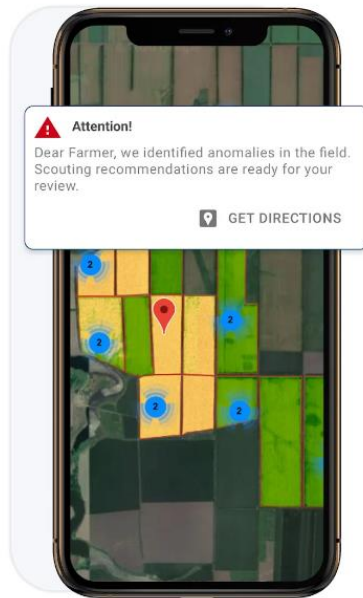 Attention!
Dear Farmer, we identified anomalies in the field.
Scouting recommendations are ready for your
review.
GET DIRECTIONS
2
2
2
2
2